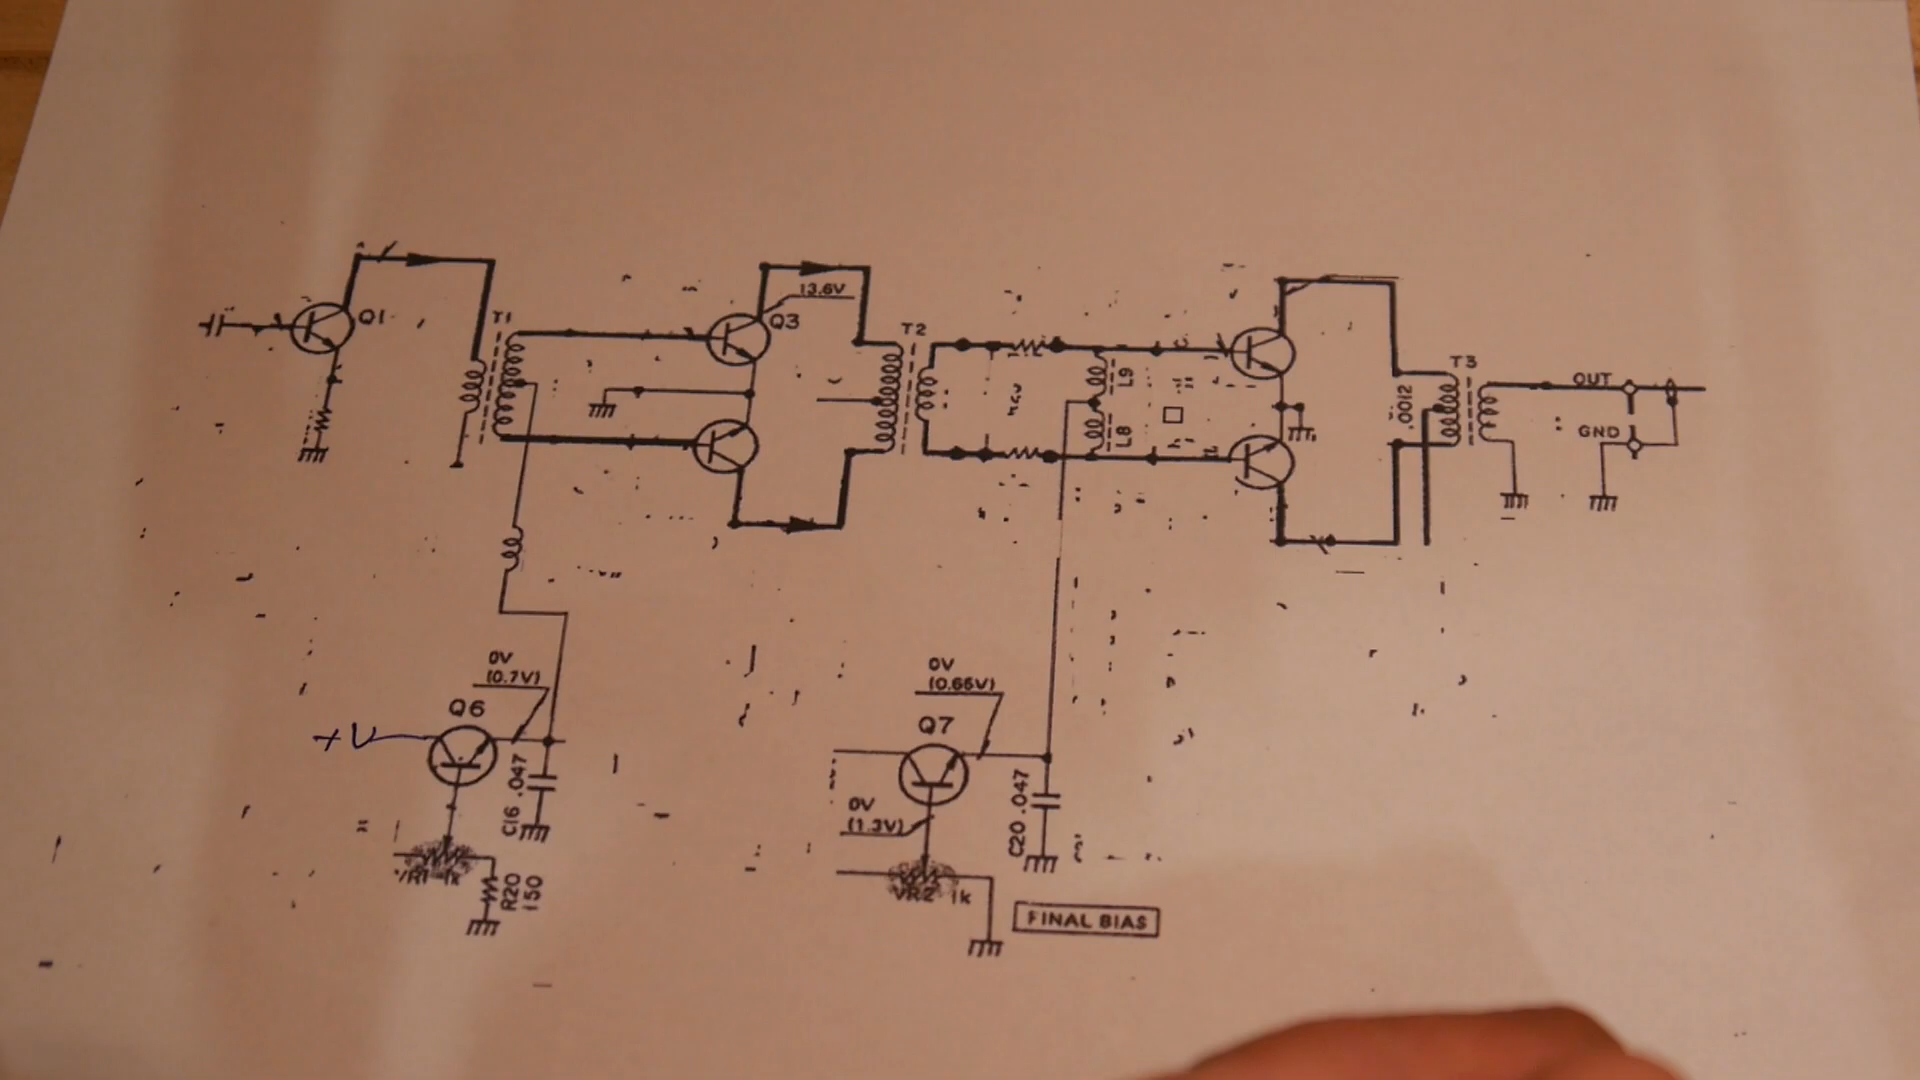 Q1
T1
13.6V
Q3
T2
L9
L8
.0012
T3
OUT
GND
0V
(0.7V)
Q6
+V
C16 .047
VR1 1k
R20
150
0V
(0.65V)
Q7
0V
(1.3V)
C20 .047
VR2 1k
FINAL BIAS